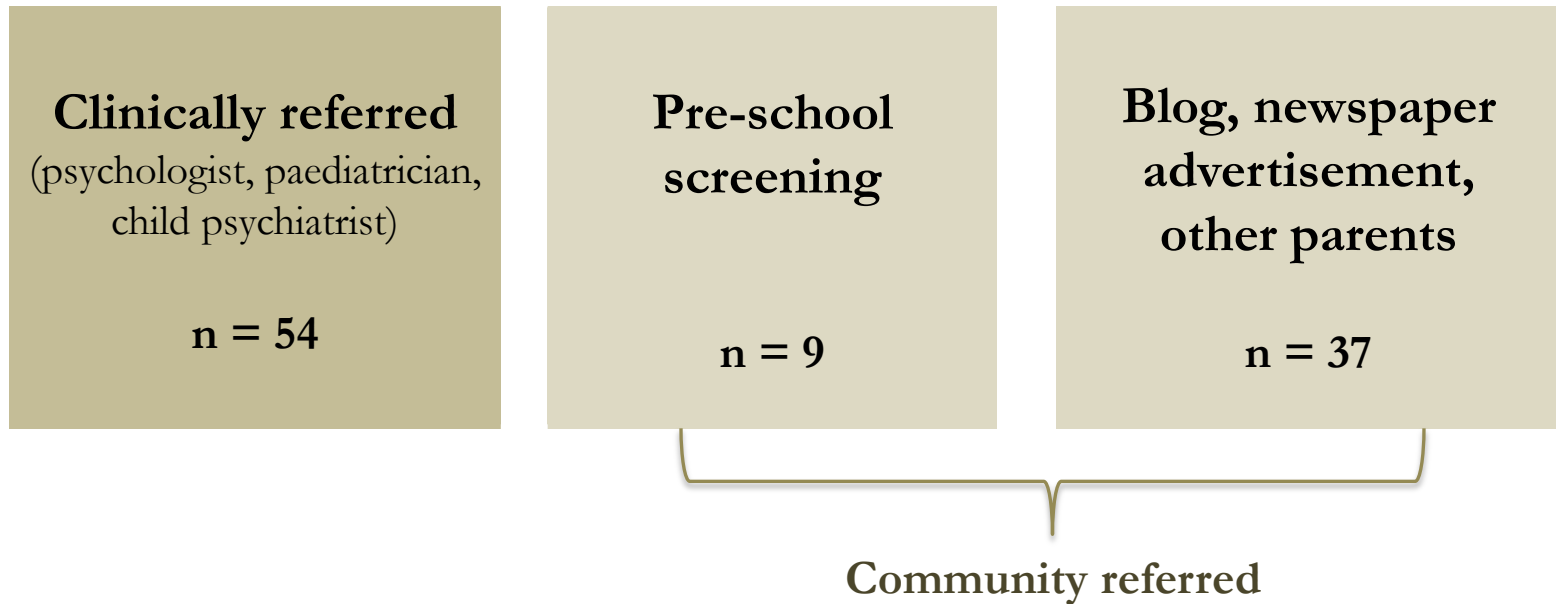 Clinically referred
(psychologist, paediatrician,
child psychiatrist)
n = 54
Pre-school
screening
n = 9
Blog, newspaper
advertisement,
other parents
n = 37
Community referred